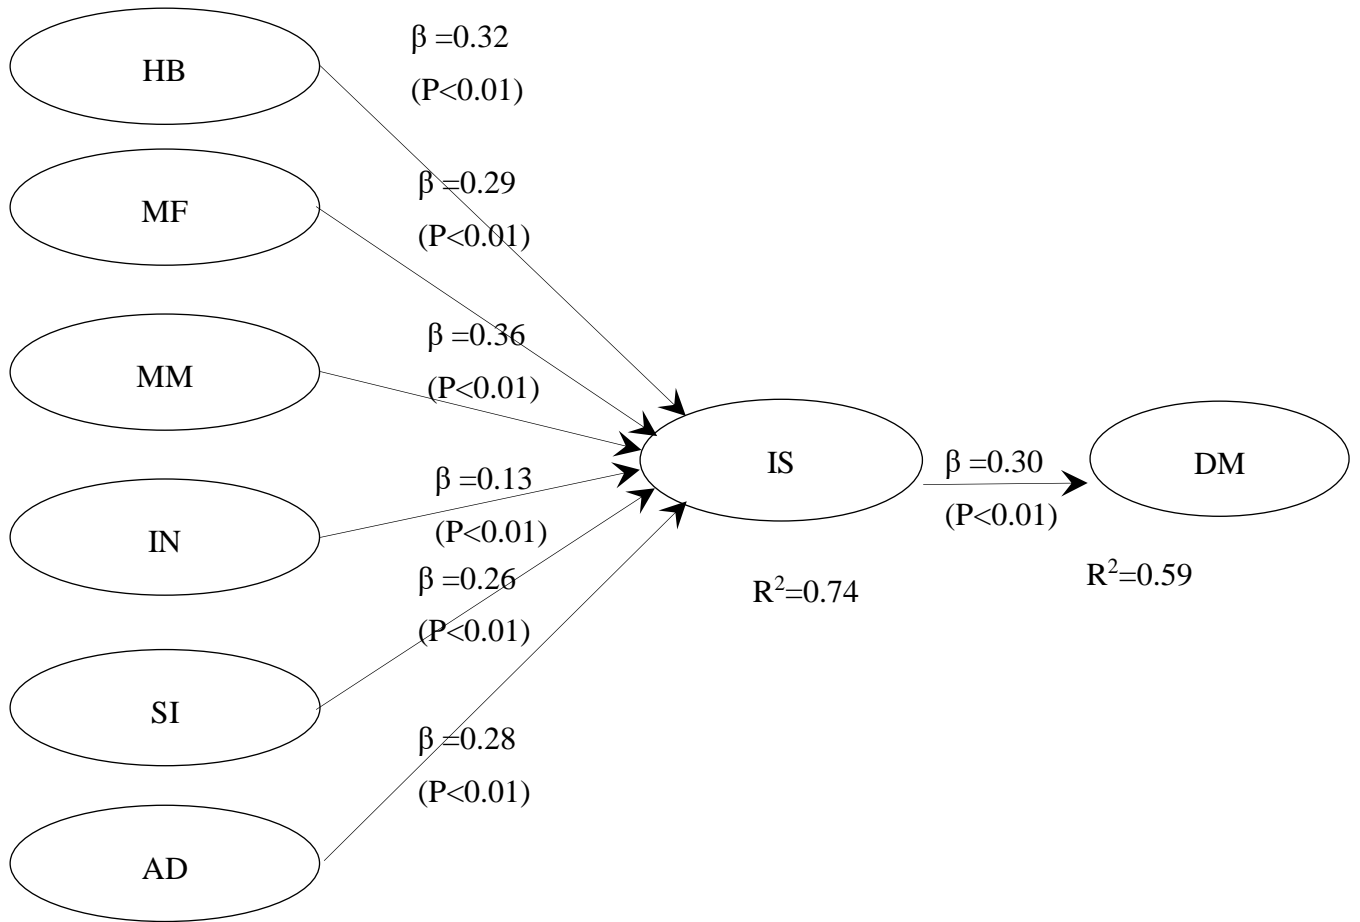 HB
β =0.32
(P<0.01)
MF
β =0.29
(P<0.01)
MM
β =0.36
(P<0.01)
IN
β =0.13
(P<0.01)
SI
β =0.26
(P<0.01)
AD
β =0.28
(P<0.01)
IS
R²=0.74
β =0.30
(P<0.01)
DM
R²=0.59